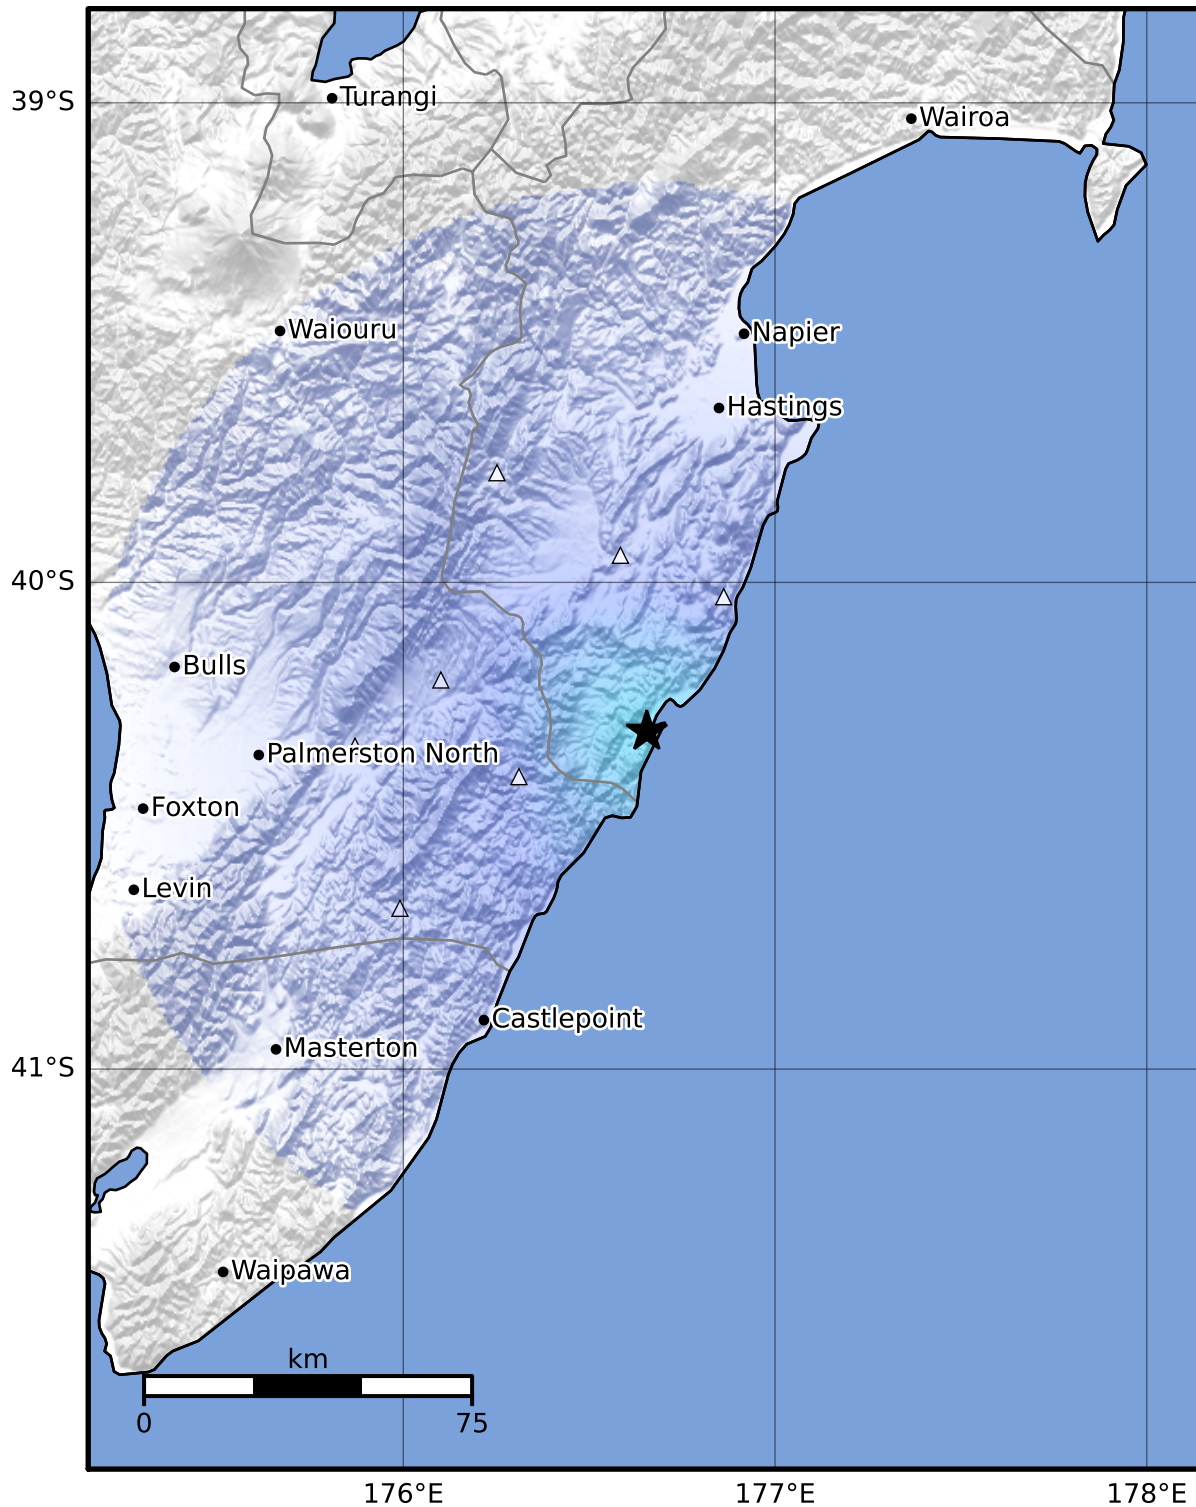 Turangi
39°S
Wairoa
Waiouru
Napier
Hastings
40°S
Bulls
Palmerston North
Foxton
Levin
Castlepoint
Masterton
41°S
Waipawa
km
0
75
176°E
177°E
178°E